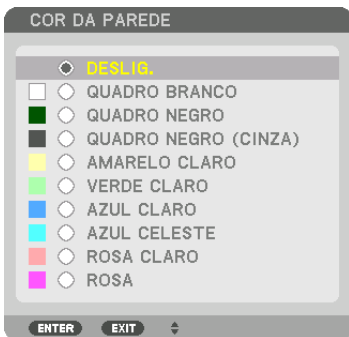 COR DA PAREDE
DESLIG.
QUADRO BRANCO
QUADRO NEGRO
QUADRO NEGRO (CINZA)
AMARELO CLARO
VERDE CLARO
AZUL CLARO
AZUL CELESTE
ROSA CLARO
ROSA
ENTER EXIT